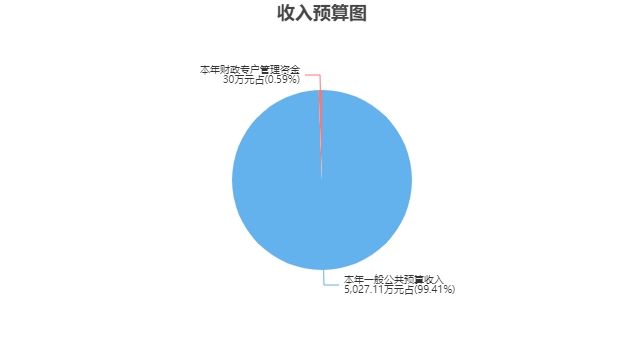 收入预算图
本年财政专户管理资金
30万元占(0.59%)
本年一般公共预算收入
5,027.11万元占(99.41%)